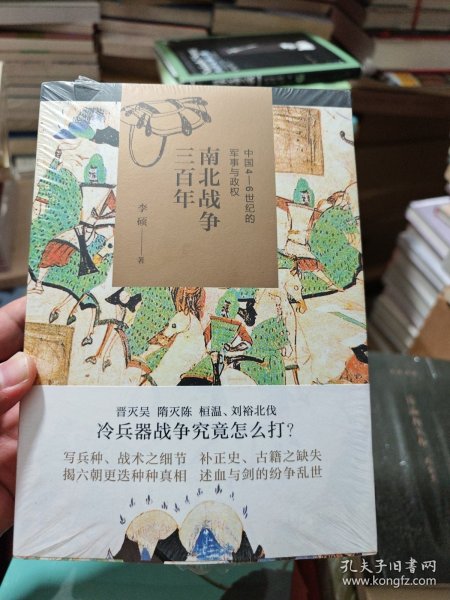 中国4—6世纪的
军事与政权
南北战争
三百年
李硕——著
晋灭吴 隋灭陈 桓温、刘裕北伐
冷兵器战争究竟怎么打?
写兵种、战术之细节 补正史、古籍之缺失
揭六朝更迭种种真相 述血与剑的纷争乱世
孔夫子旧书网
www.kongfz.com